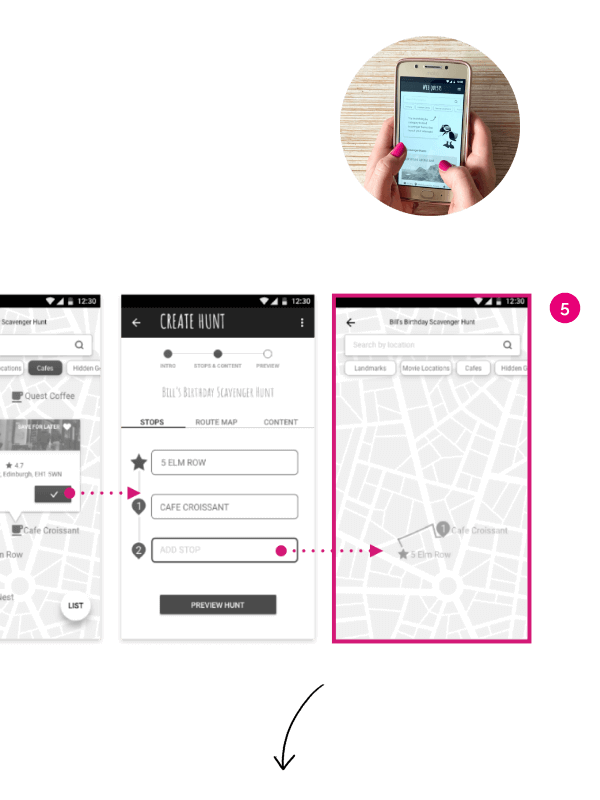 12:30
Scavenger Hunt
cations
Cafes
Hidden G
Quest Coffee
SAVE FOR LATER
4.7
, Edinburgh, EH1 5WN
Cafe Croissant
m Row
Nest
LIST
12:30
CREATE HUNT
INTRO
STOPS & CONTENT
PREVIEW
Bill's Birthday Scavenger Hunt
STOPS
ROUTE MAP
CONTENT
5 ELM ROW
1
CAFE CROISSANT
2
ADD STOP
PREVIEW HUNT
12:30
Bill's Birthday Scavenger Hunt
Search by location
Landmarks
Movie Locations
Cafes
Hidden G
1
Cafe Croissant
5 Elm Row
5